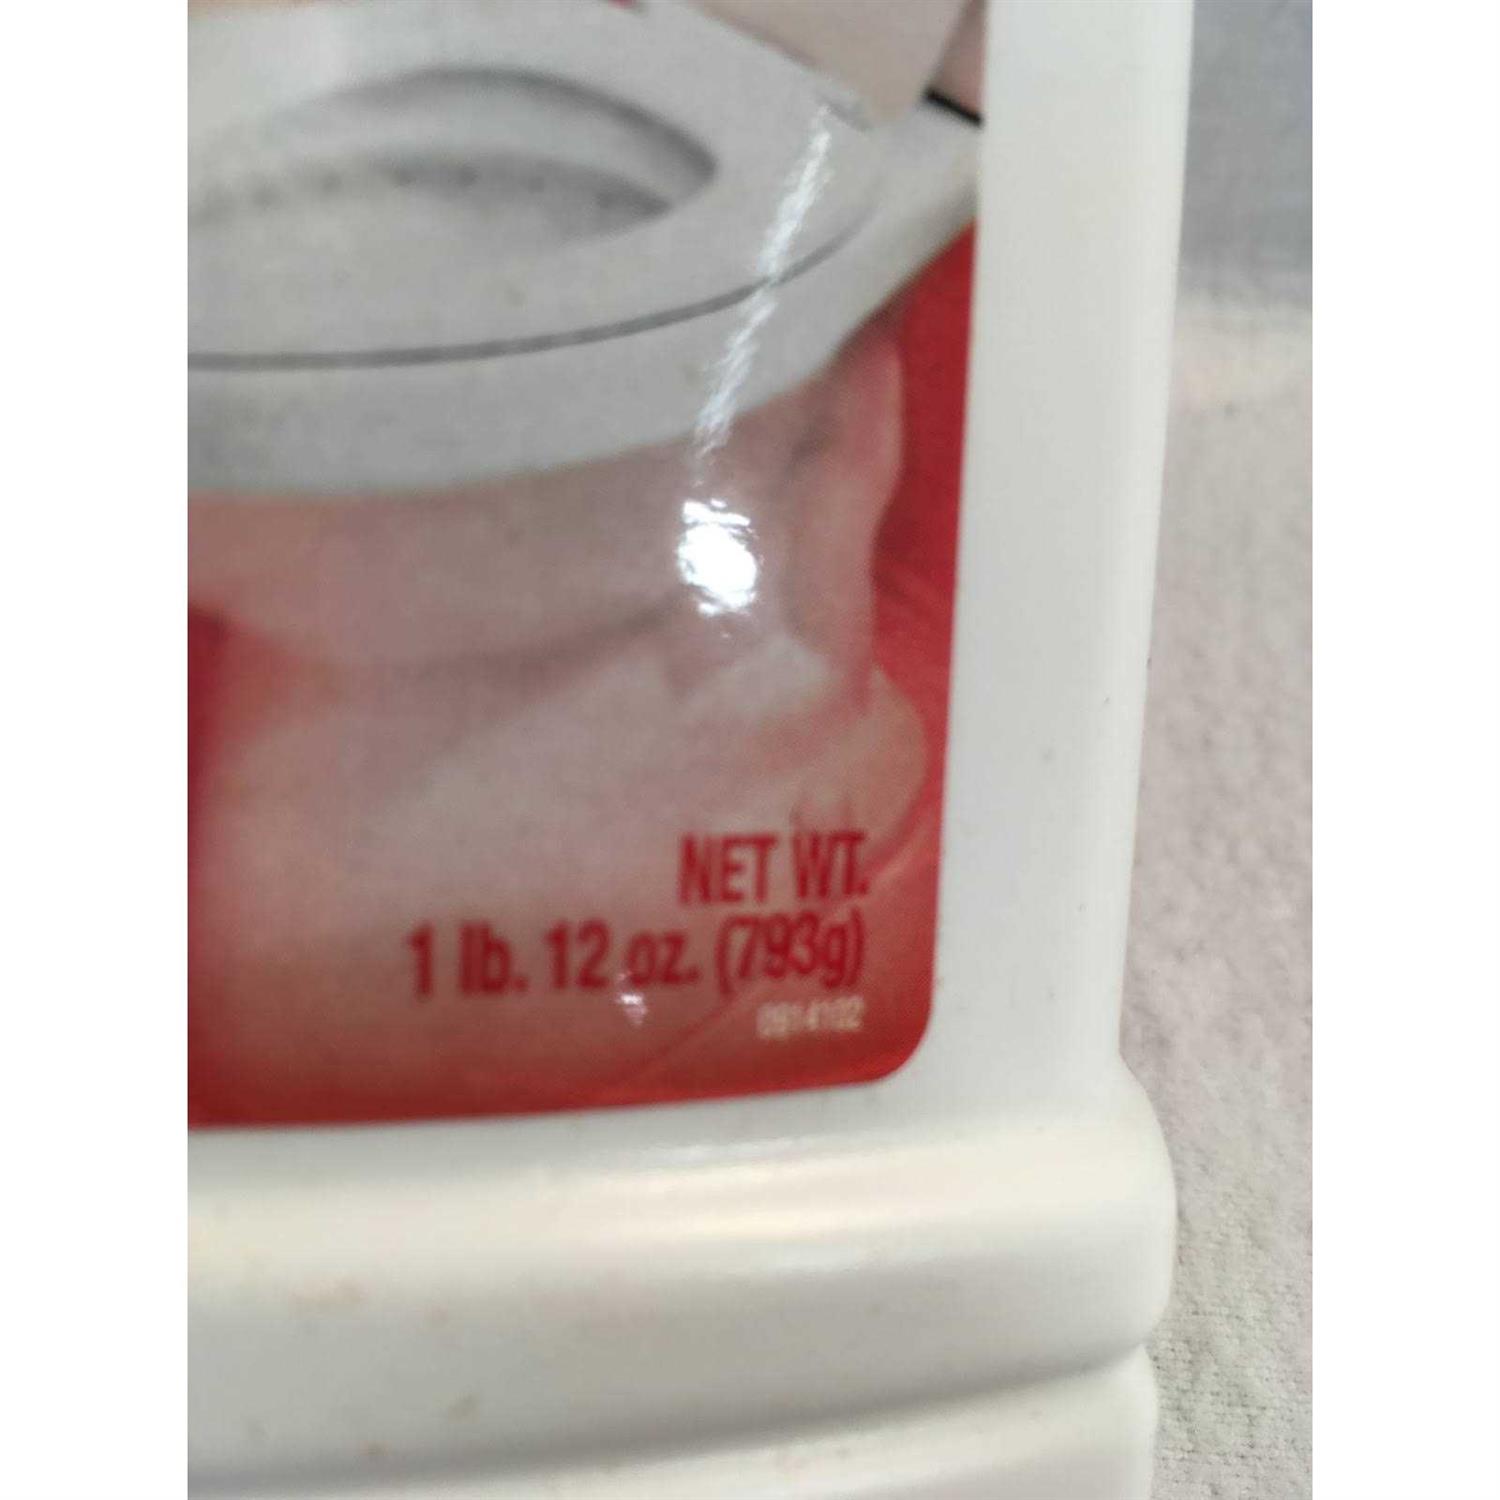 NET WT.
1 lb. 12 oz. (793g)